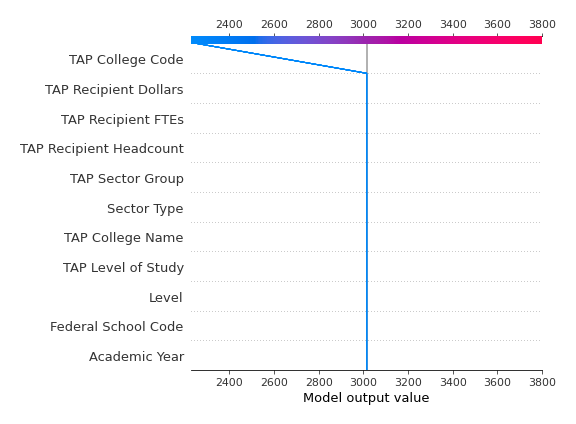 2400 2600 2800 3000 3200 3400 3600 3800
TAP College Code
TAP Recipient Dollars
TAP Recipient FTEs
TAP Recipient Headcount
TAP Sector Group
Sector Type
TAP College Name
TAP Level of Study
Level
Federal School Code
Academic Year
2400 2600 2800 3000 3200 3400 3600 3800
Model output value